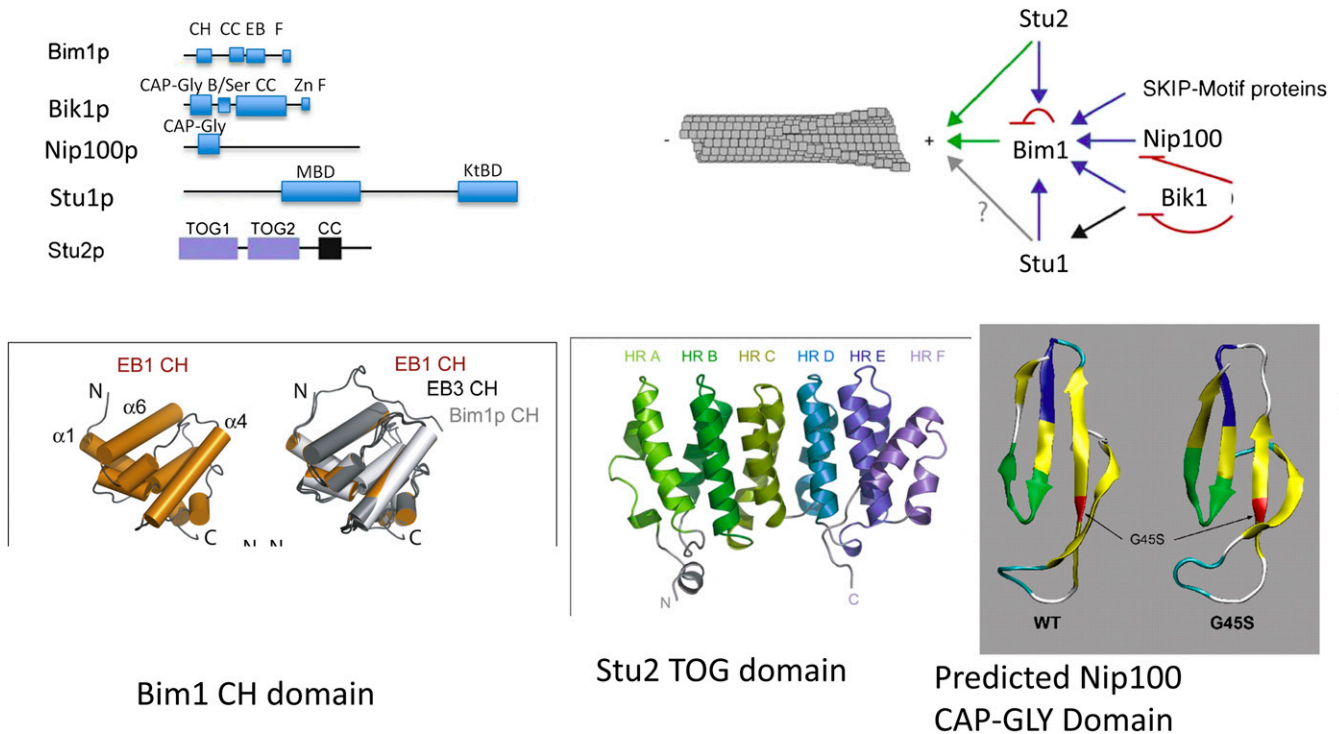 CH CC EB F
Bim1p
CAP-Gly B/Ser CC Zn F
Bik1p
CAP-Gly
Nip100p
MBD KtBD
Stu1p
TOG1 TOG2 CC
Stu2p
Stu2
SKIP-Motif proteins
- + Bim1 Nip100
Bik1
?
Stu1
EB1 CH
N
α6
α4
α1
C
EB1 CH
EB3 CH
Bim1p CH
N
C
N N
HR A HR B HR C HR D HR E HR F
N
C
G45S
WT G45S
Bim1 CH domain
Stu2 TOG domain
Predicted Nip100
CAP-GLY Domain